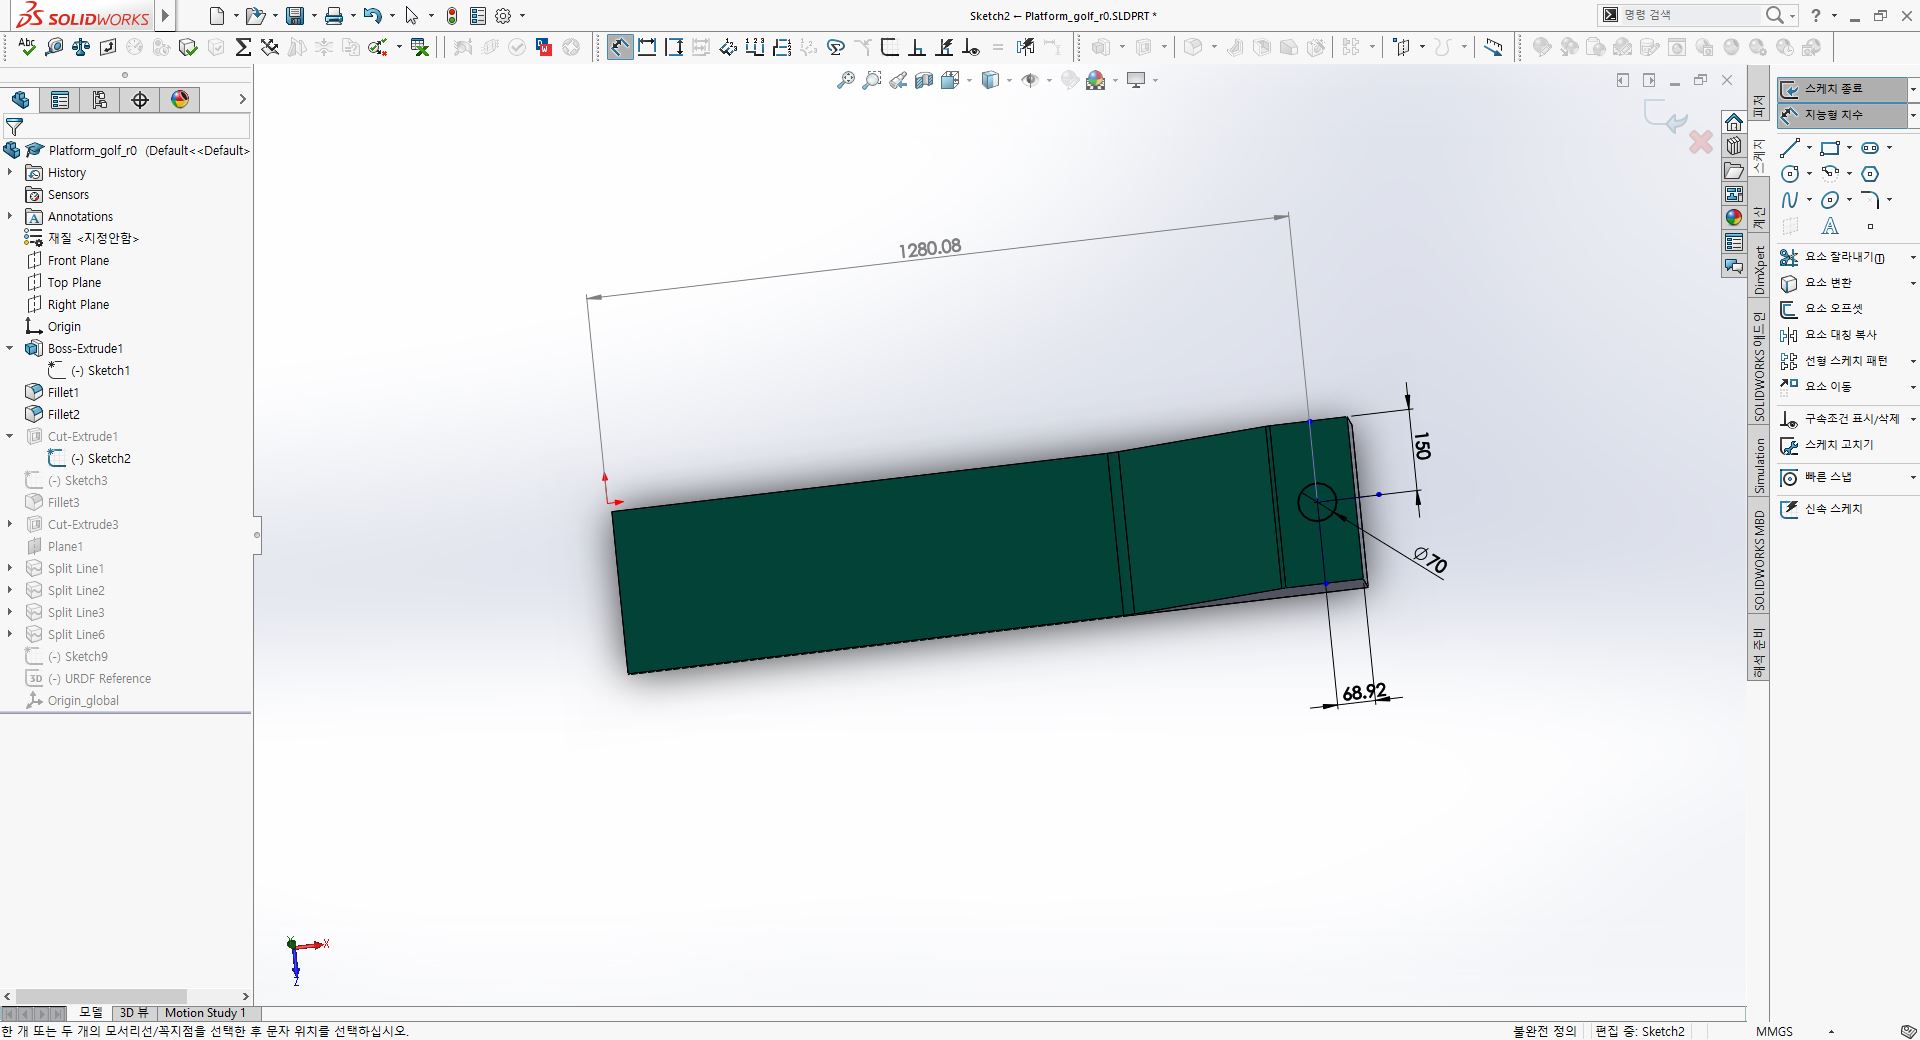 SOLIDWORKS
Sketch2 ← Platform_golf_r0.SLDPRT *
명령 검색
?
Platform_golf_r0 (Default<<Default>
History
Sensors
Annotations
재질 <지정안함>
Front Plane
Top Plane
Right Plane
Origin
Boss-Extrude1
(-) Sketch1
Fillet1
Fillet2
Cut-Extrude1
(-) Sketch2
(-) Sketch3
Fillet3
Cut-Extrude3
Plane1
Split Line1
Split Line2
Split Line3
Split Line6
(-) Sketch9
(-) URDF Reference
Origin_global
1280.08
150
Ø70
68.92
Y
X
Z
피처
스케치
계산
DimXpert
SOLIDWORKS 애드인
Simulation
SOLIDWORKS MBD
해석 준비
스케치 종료
지능형 치수
요소 잘라내기(T)
요소 변환
요소 오프셋
요소 대칭 복사
선형 스케치 패턴
요소 이동
구속조건 표시/삭제
스케치 고치기
빠른 스냅
신속 스케치
모델
3D 뷰
Motion Study 1
한 개 또는 두 개의 모서리선/꼭지점을 선택한 후 문자 위치를 선택하십시오.
불완전 정의
편집 중: Sketch2
MMGS